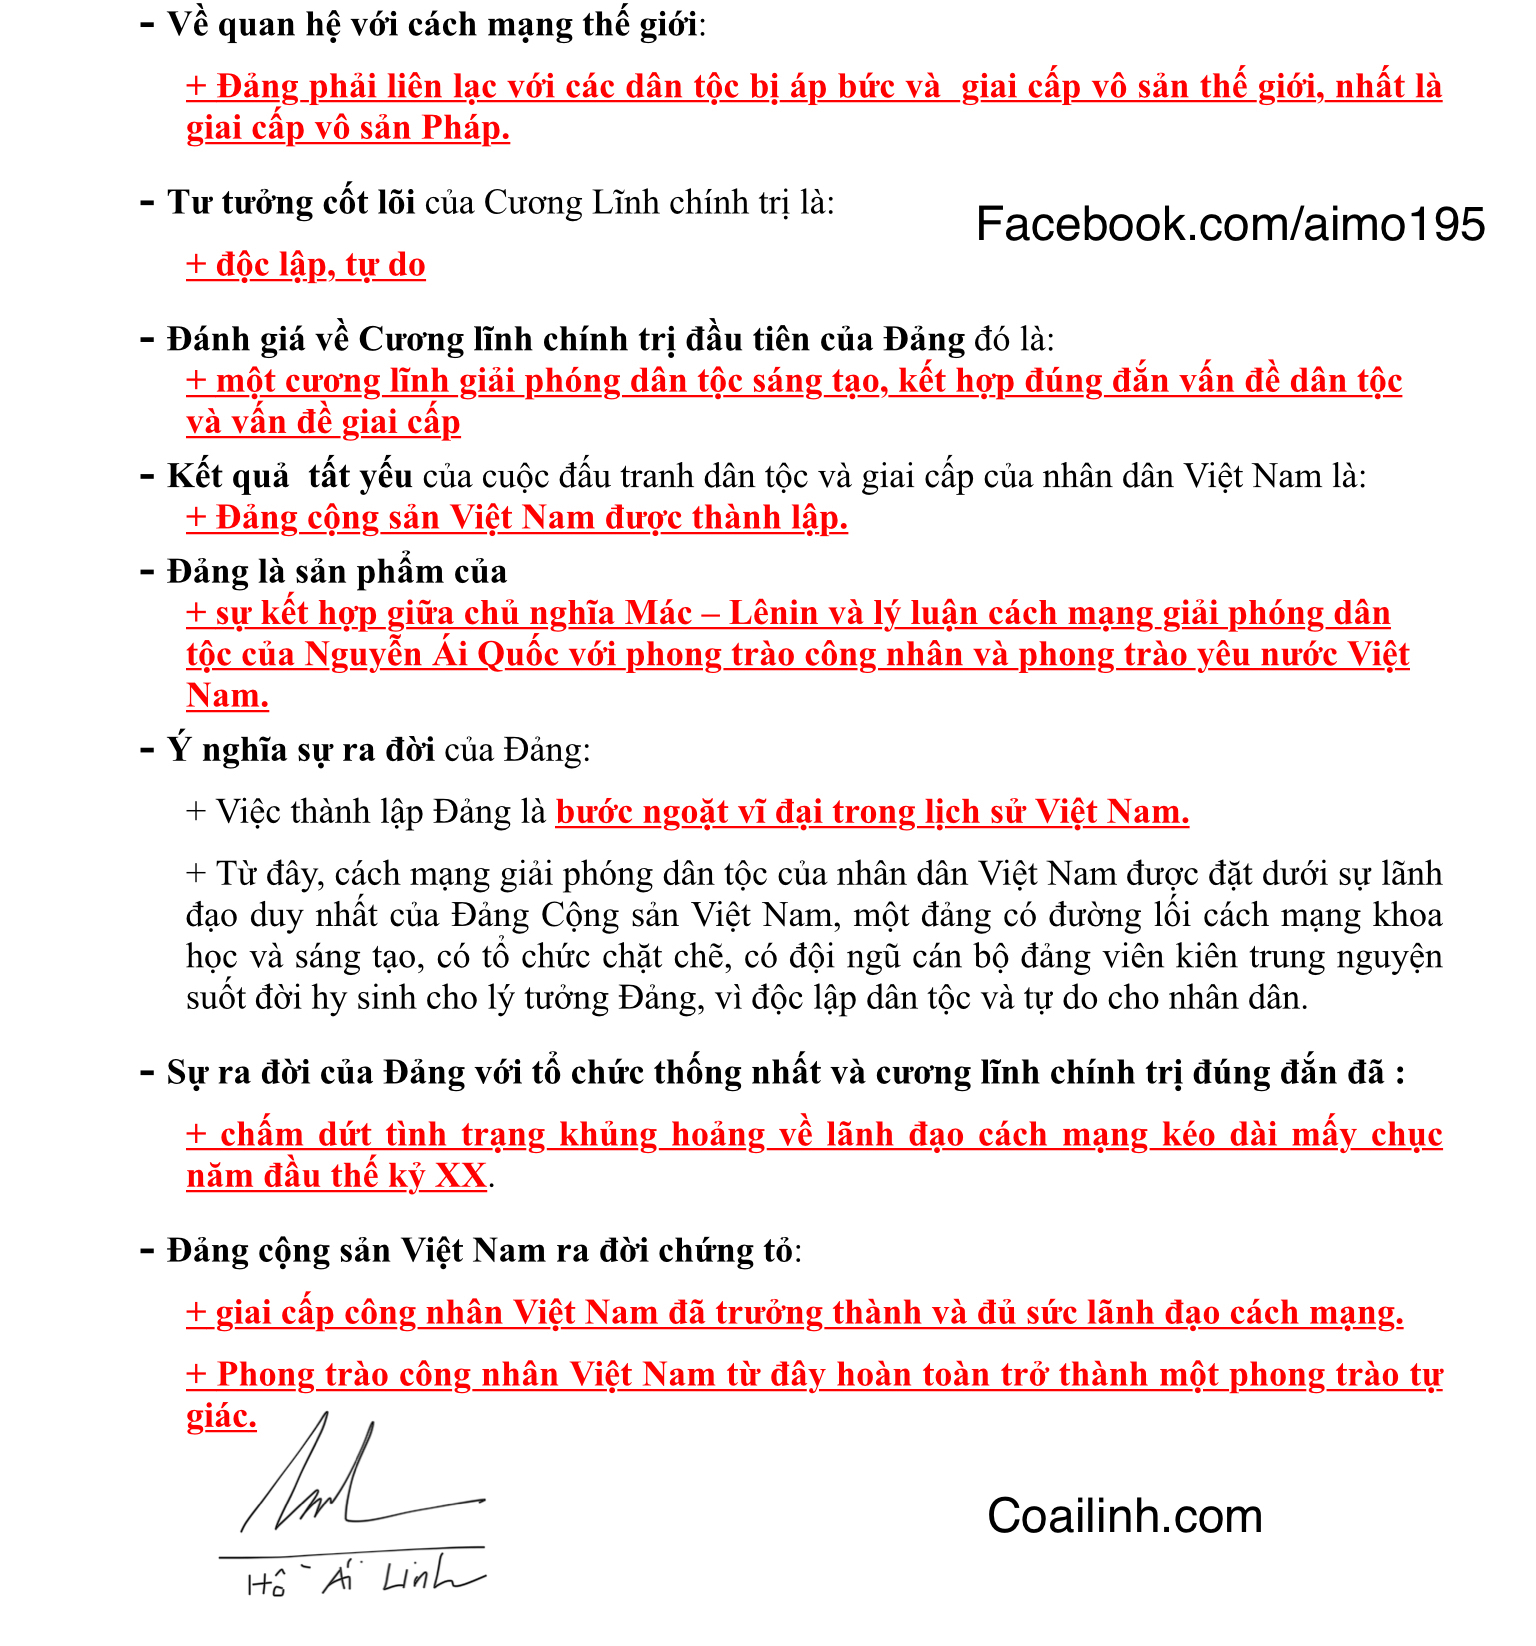 - Về quan hệ với cách mạng thế giới:
+ Đảng phải liên lạc với các dân tộc bị áp bức và  giai cấp vô sản thế giới, nhất là
giai cấp vô sản Pháp.
- Tư tưởng cốt lõi của Cương Lĩnh chính trị là:
Facebook.com/aimo195
+ độc lập, tự do
- Đánh giá về Cương lĩnh chính trị đầu tiên của Đảng đó là:
+ một cương lĩnh giải phóng dân tộc sáng tạo, kết hợp đúng đắn vấn đề dân tộc
và vấn đề giai cấp
- Kết quả  tất yếu của cuộc đấu tranh dân tộc và giai cấp của nhân dân Việt Nam là:
+ Đảng cộng sản Việt Nam được thành lập.
- Đảng là sản phẩm của
+ sự kết hợp giữa chủ nghĩa Mác – Lênin và lý luận cách mạng giải phóng dân
tộc của Nguyễn Ái Quốc với phong trào công nhân và phong trào yêu nước Việt
Nam.
- Ý nghĩa sự ra đời của Đảng:
+ Việc thành lập Đảng là bước ngoặt vĩ đại trong lịch sử Việt Nam.
+ Từ đây, cách mạng giải phóng dân tộc của nhân dân Việt Nam được đặt dưới sự lãnh
đạo duy nhất của Đảng Cộng sản Việt Nam, một đảng có đường lối cách mạng khoa
học và sáng tạo, có tổ chức chặt chẽ, có đội ngũ cán bộ đảng viên kiên trung nguyện
suốt đời hy sinh cho lý tưởng Đảng, vì độc lập dân tộc và tự do cho nhân dân.
- Sự ra đời của Đảng với tổ chức thống nhất và cương lĩnh chính trị đúng đắn đã :
+ chấm dứt tình trạng khủng hoảng về lãnh đạo cách mạng kéo dài mấy chục
năm đầu thế kỷ XX.
- Đảng cộng sản Việt Nam ra đời chứng tỏ:
+ giai cấp công nhân Việt Nam đã trưởng thành và đủ sức lãnh đạo cách mạng.
+ Phong trào công nhân Việt Nam từ đây hoàn toàn trở thành một phong trào tự
giác.
Coailinh.com
Hồ Ái Linh